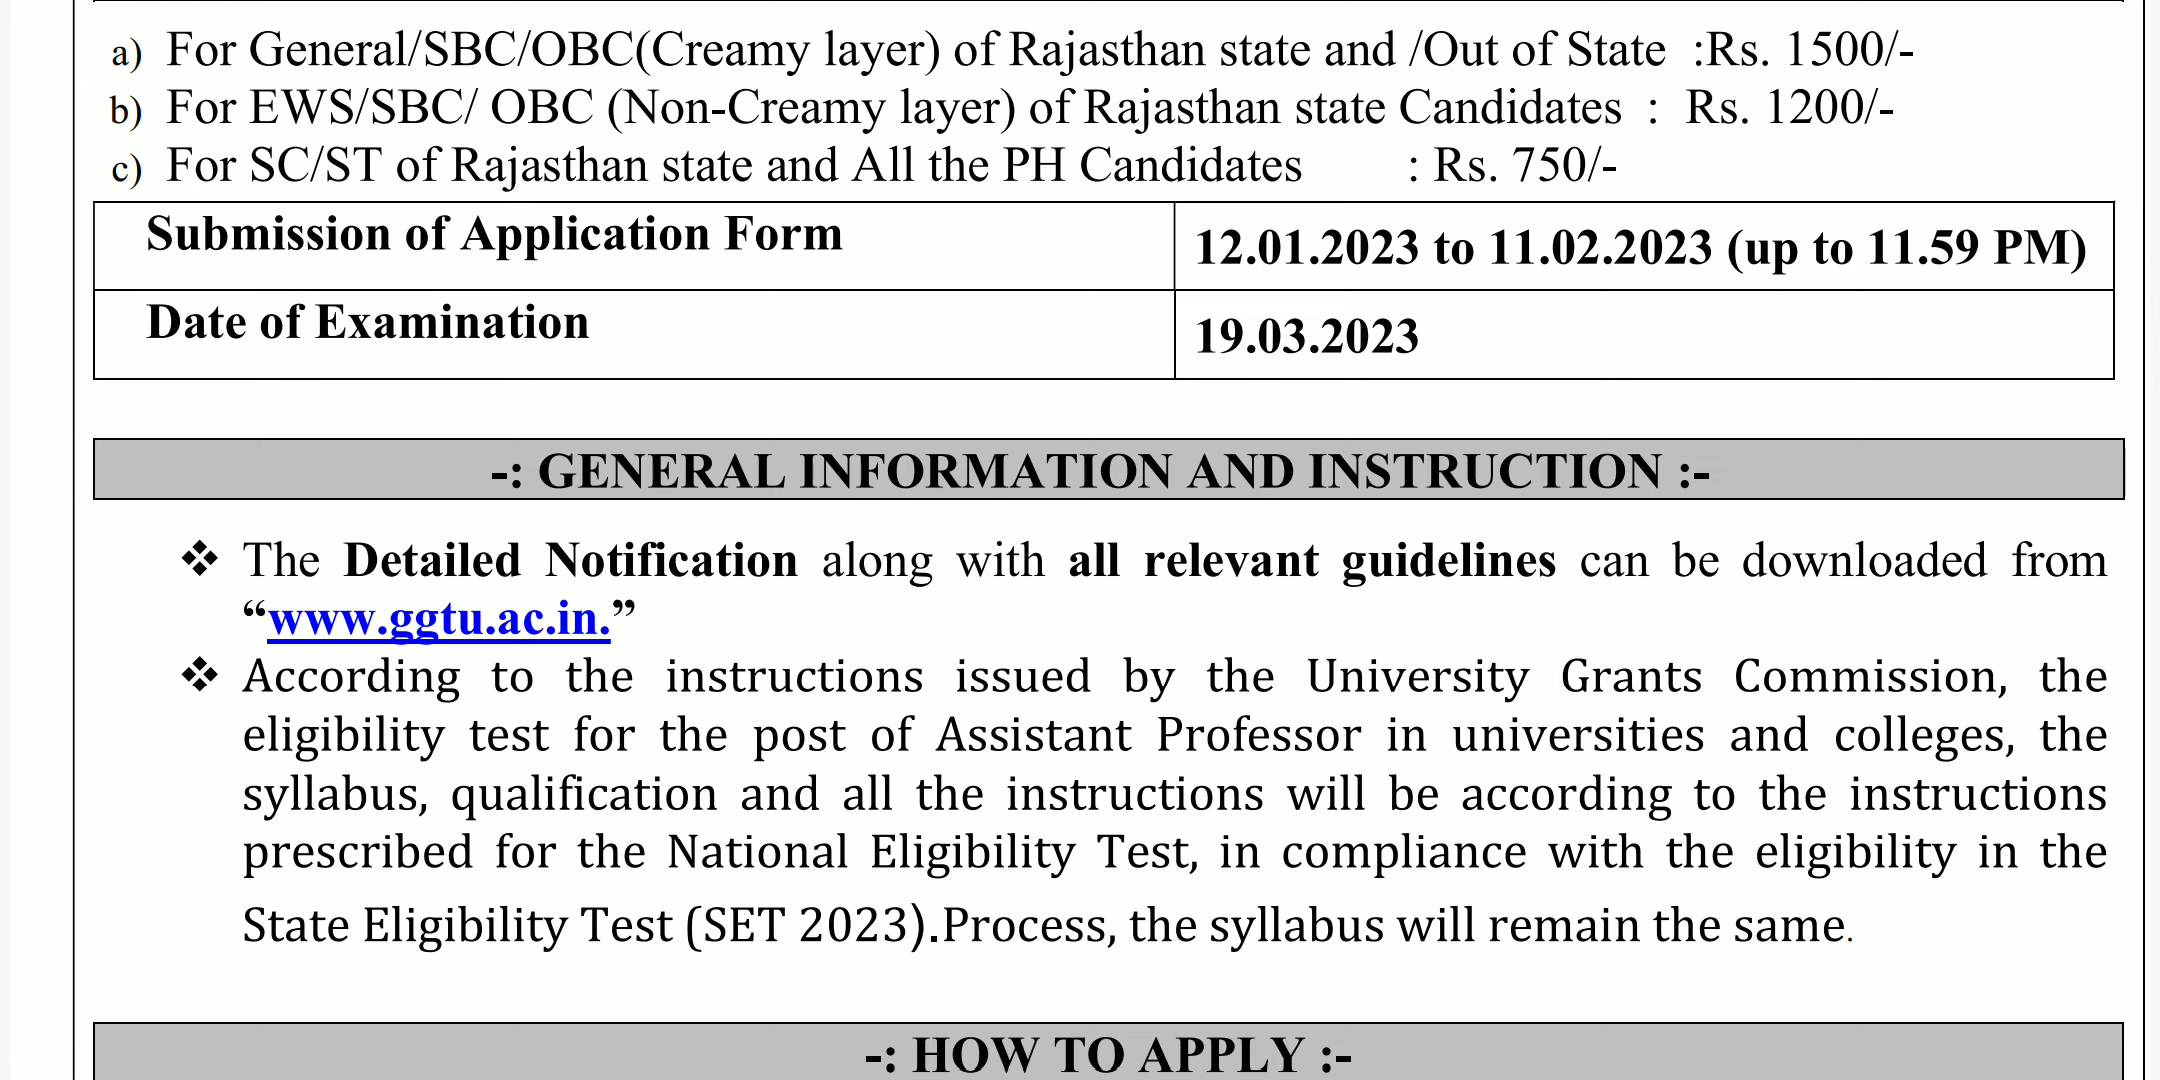 a) For General/SBC/OBC(Creamy layer) of Rajasthan state and /Out of State :Rs. 1500/-
b) For EWS/SBC/ OBC (Non-Creamy layer) of Rajasthan state Candidates : Rs. 1200/-
c) For SC/ST of Rajasthan state and All the PH Candidates : Rs. 750/-
Submission of Application Form
12.01.2023 to 11.02.2023 (up to 11.59 PM)
Date of Examination
19.03.2023
-: GENERAL INFORMATION AND INSTRUCTION :-
❖ The Detailed Notification along with all relevant guidelines can be downloaded from
“www.ggtu.ac.in.”
❖ According to the instructions issued by the University Grants Commission, the
eligibility test for the post of Assistant Professor in universities and colleges, the
syllabus, qualification and all the instructions will be according to the instructions
prescribed for the National Eligibility Test, in compliance with the eligibility in the
State Eligibility Test (SET 2023).Process, the syllabus will remain the same.
-: HOW TO APPLY :-